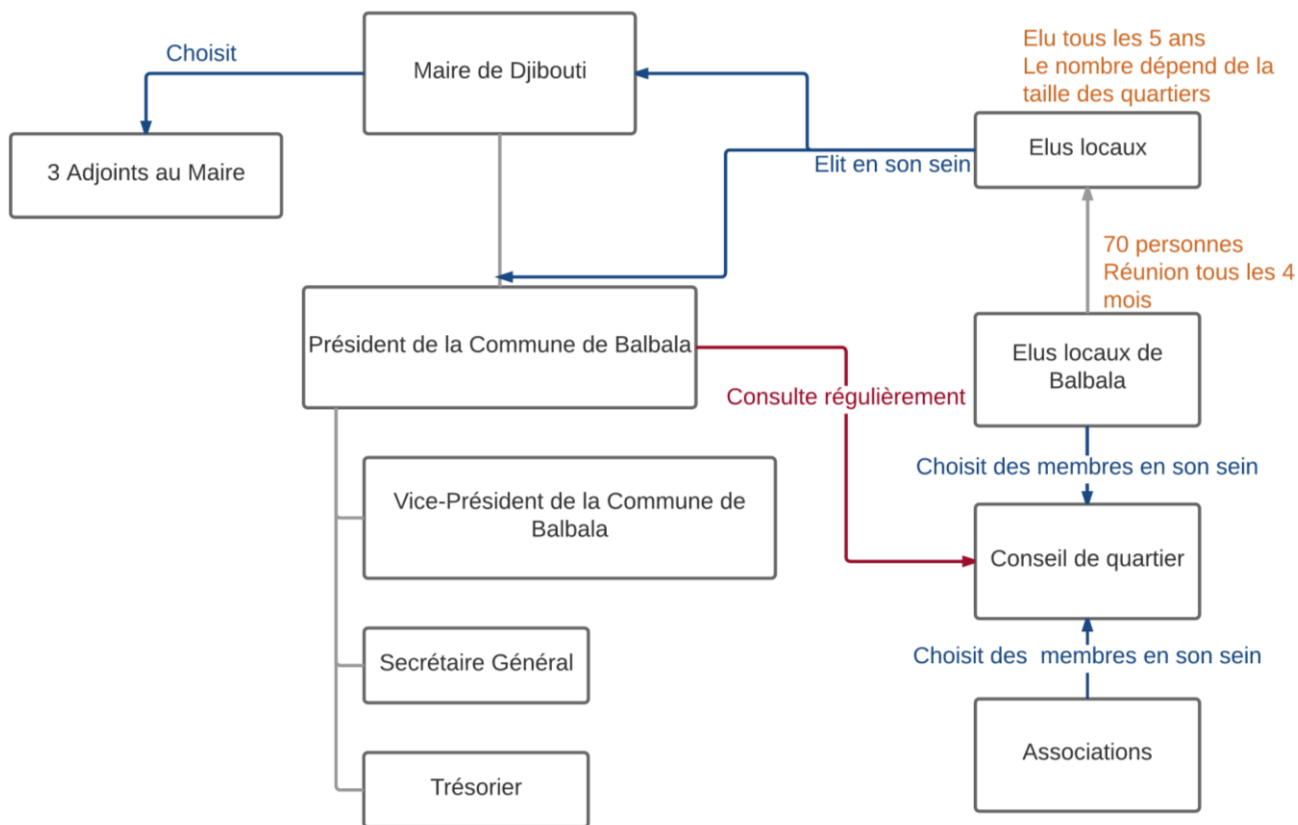 Choisit
Maire de Djibouti
Elu tous les 5 ans
Le nombre dépend de la
taille des quartiers
3 Adjoints au Maire
Elit en son sein
Elus locaux
70 personnes
Réunion tous les 4
mois
Président de la Commune de Balbala
Elus locaux de
Balbala
Consulte régulièrement
Choisit des membres en son sein
Vice-Président de la Commune de
Balbala
Conseil de quartier
Secrétaire Général
Choisit des  membres en son sein
Associations
Trésorier